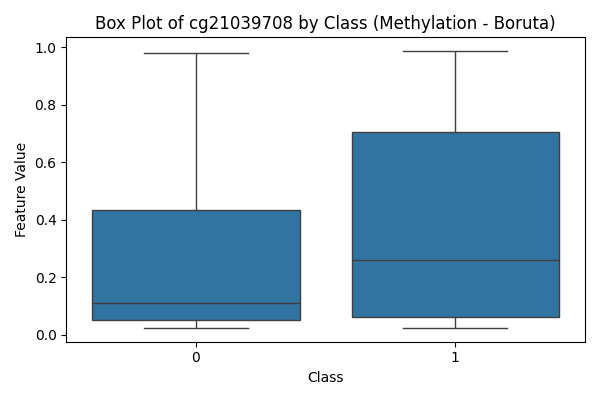 Box Plot of cg21039708 by Class (Methylation - Boruta)
1.0
0.8
0.6
0.4
0.2
0.0
Feature Value
0
1
Class